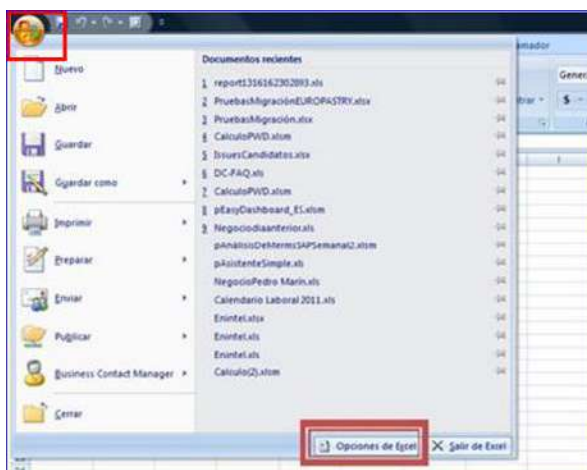 Nuevo
Abrir
Guardar
Guardar como
Imprimir
Preparar
Enviar
Publicar
Business Contact Manager
Cerrar
Documentos recientes
1 report1316162302893.xls
2 PruebasMigraciónEUROPASTRY.xlsx
3 PruebasMigración.xlsx
4 CalculoPWD.xlsm
5 IssuesCandidatos.xlsx
6 DC-FAQ.xls
7 CalculoPWD.xlsm
8 pEasyDashboard_ES.xlsm
9 Negociodiaanterior.xls
pAnálisisDeMermsSAPSemanal2.xlsm
pAsistenteSimple.xls
NegocioPedro Marin.xls
Calendario Laboral 2011.xls
Enintel.xlsx
Enintel.xls
Enintel.xls
Calculo(2).xlsm
Opciones de Excel
Salir de Excel
amador
Gener
$